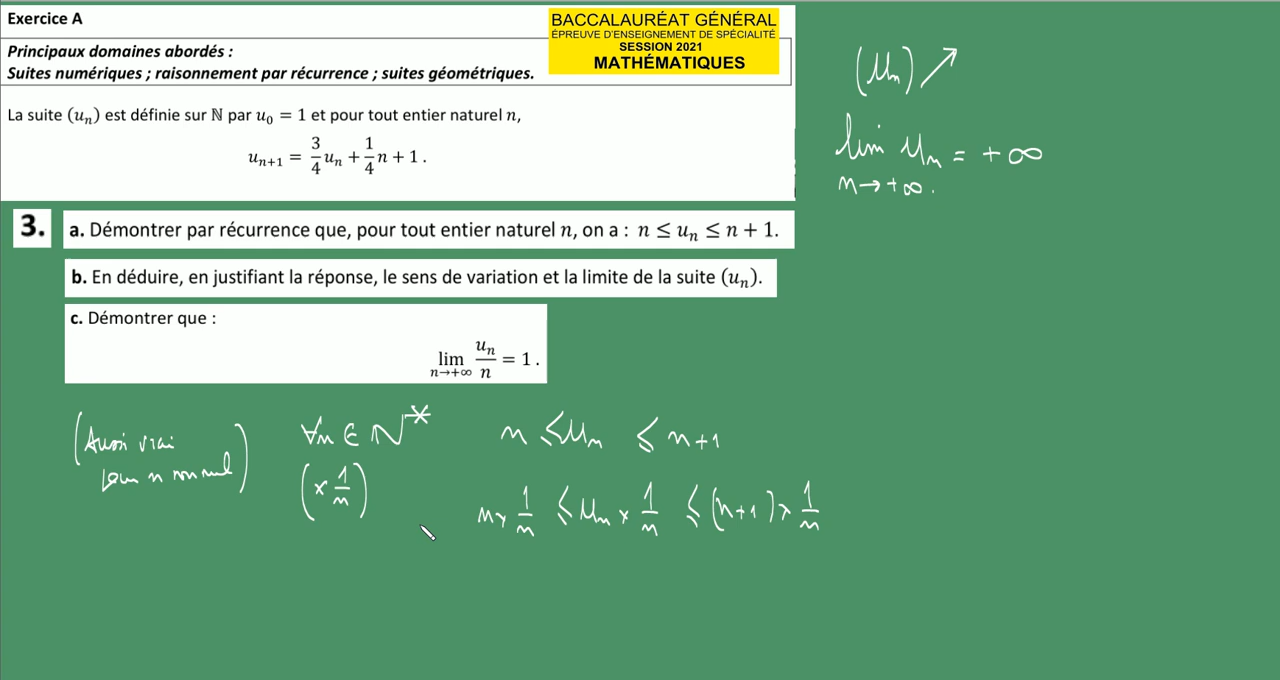 Exercice A
BACCALAURÉAT GÉNÉRAL
ÉPREUVE D'ENSEIGNEMENT DE SPÉCIALITÉ
SESSION 2021
MATHÉMATIQUES
Principaux domaines abordés :
Suites numériques ; raisonnement par récurrence ; suites géométriques.
La suite (uₙ) est définie sur ℕ par u₀ = 1 et pour tout entier naturel n,
uₙ₊₁ = 3/4 uₙ + 1/4 n + 1 .
(uₙ) ↗
lim uₙ = +∞
n→+∞.
3. a. Démontrer par récurrence que, pour tout entier naturel n, on a : n ≤ uₙ ≤ n + 1.
b. En déduire, en justifiant la réponse, le sens de variation et la limite de la suite (uₙ).
c. Démontrer que :
lim n→+∞ uₙ/n = 1 .
(Aussi vrai
pour n non nul)
∀n ∈ ℕ* n ≤ uₙ ≤ n+1
(× 1/n) n × 1/n ≤ uₙ × 1/n ≤ (n+1) × 1/n